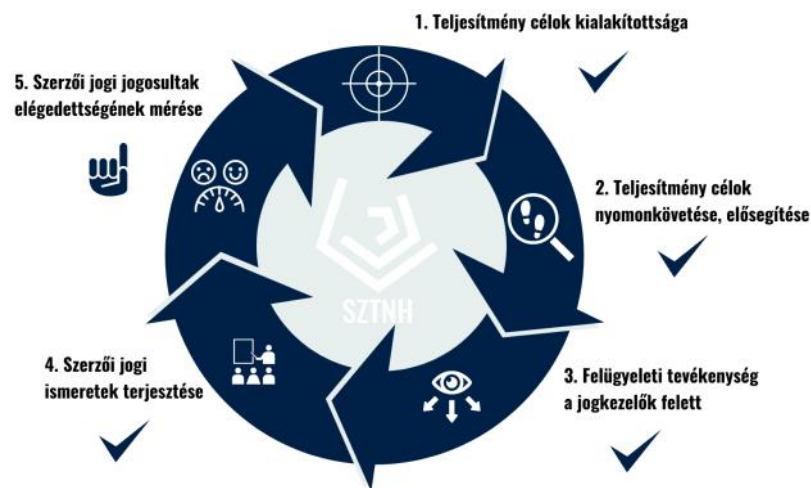 1. Teljesítmény célok kialakítottsága
5. Szerzői jogi jogosultak
elégedettségének mérése
2. Teljesítmény célok
nyomonkövetése, elősegítése
SZTNH
4. Szerzői jogi
ismeretek terjesztése
3. Felügyeleti tevékenység
a jogkezelők felett